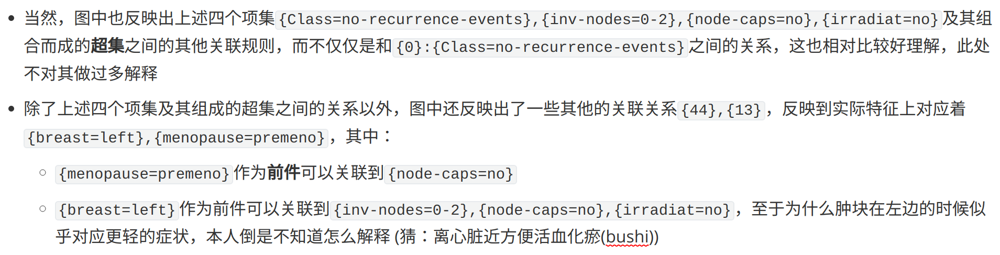 当然，图中也反映出上述四个项集{Class=no-recurrence-events},{inv-nodes=0-2},{node-caps=no},{irradiat=no}及其组
合而成的超集之间的其他关联规则，而不仅仅是和{0}:{Class=no-recurrence-events}之间的关系，这也相对比较好理解，此处
不对其做过多解释
除了上述四个项集及其组成的超集之间的关系以外，图中还反映出了一些其他的关联关系{44},{13}，反映到实际特征上对应着
{breast=left},{menopause=premeno}，其中：
{menopause=premeno}作为前件可以关联到{node-caps=no}
{breast=left}作为前件可以关联到{inv-nodes=0-2},{node-caps=no},{irradiat=no}，至于为什么肿块在左边的时候似
乎对应更轻的症状，本人倒是不知道怎么解释 (猜：离心脏近方便活血化瘀(bushi))